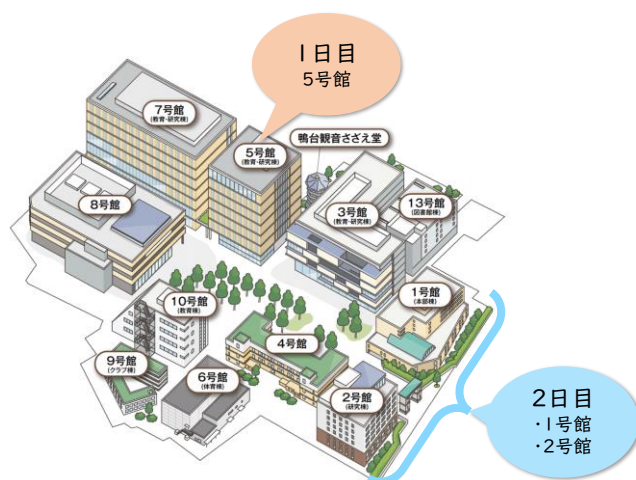 1日目
5号館
7号館
(教育・研究棟)
5号館
(教育・研究棟)
鴨台観音さざえ堂
8号館
3号館
(教育・研究棟)
13号館
(図書館棟)
1号館
(本部棟)
10号館
(教育棟)
4号館
9号館
(クラブ棟)
6号館
(体育棟)
2号館
(研究棟)
2日目
・1号館
・2号館